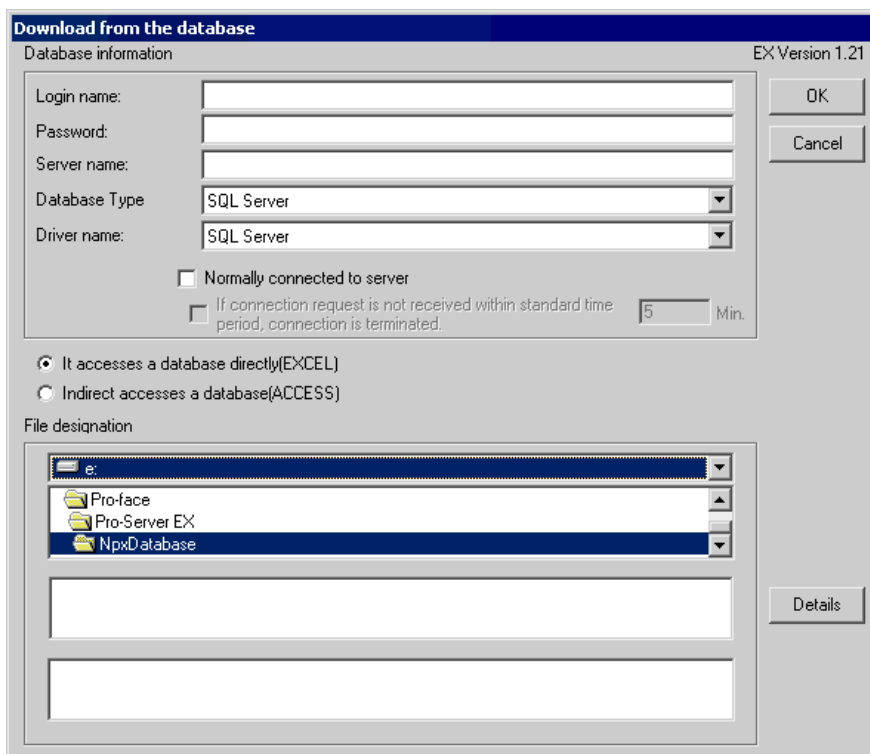 Download from the database
Database information
EX Version 1.21
Login name:
OK
Password:
Cancel
Server name:
Database Type
SQL Server
Driver name:
SQL Server
Normally connected to server
If connection request is not received within standard time
period, connection is terminated.
5
Min.
It accesses a database directly(EXCEL)
Indirect accesses a database(ACCESS)
File designation
e:
Pro-face
Pro-Server EX
NpxDatabase
Details